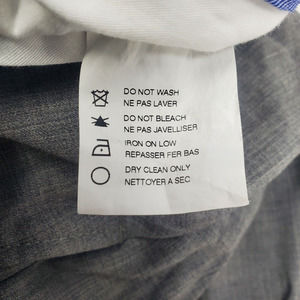 DO NOT WASH
NE PAS LAVER
DO NOT BLEACH
NE PAS JAVELLISER
IRON ON LOW
REPASSER FER BAS
DRY CLEAN ONLY
NETTOYER A SEC